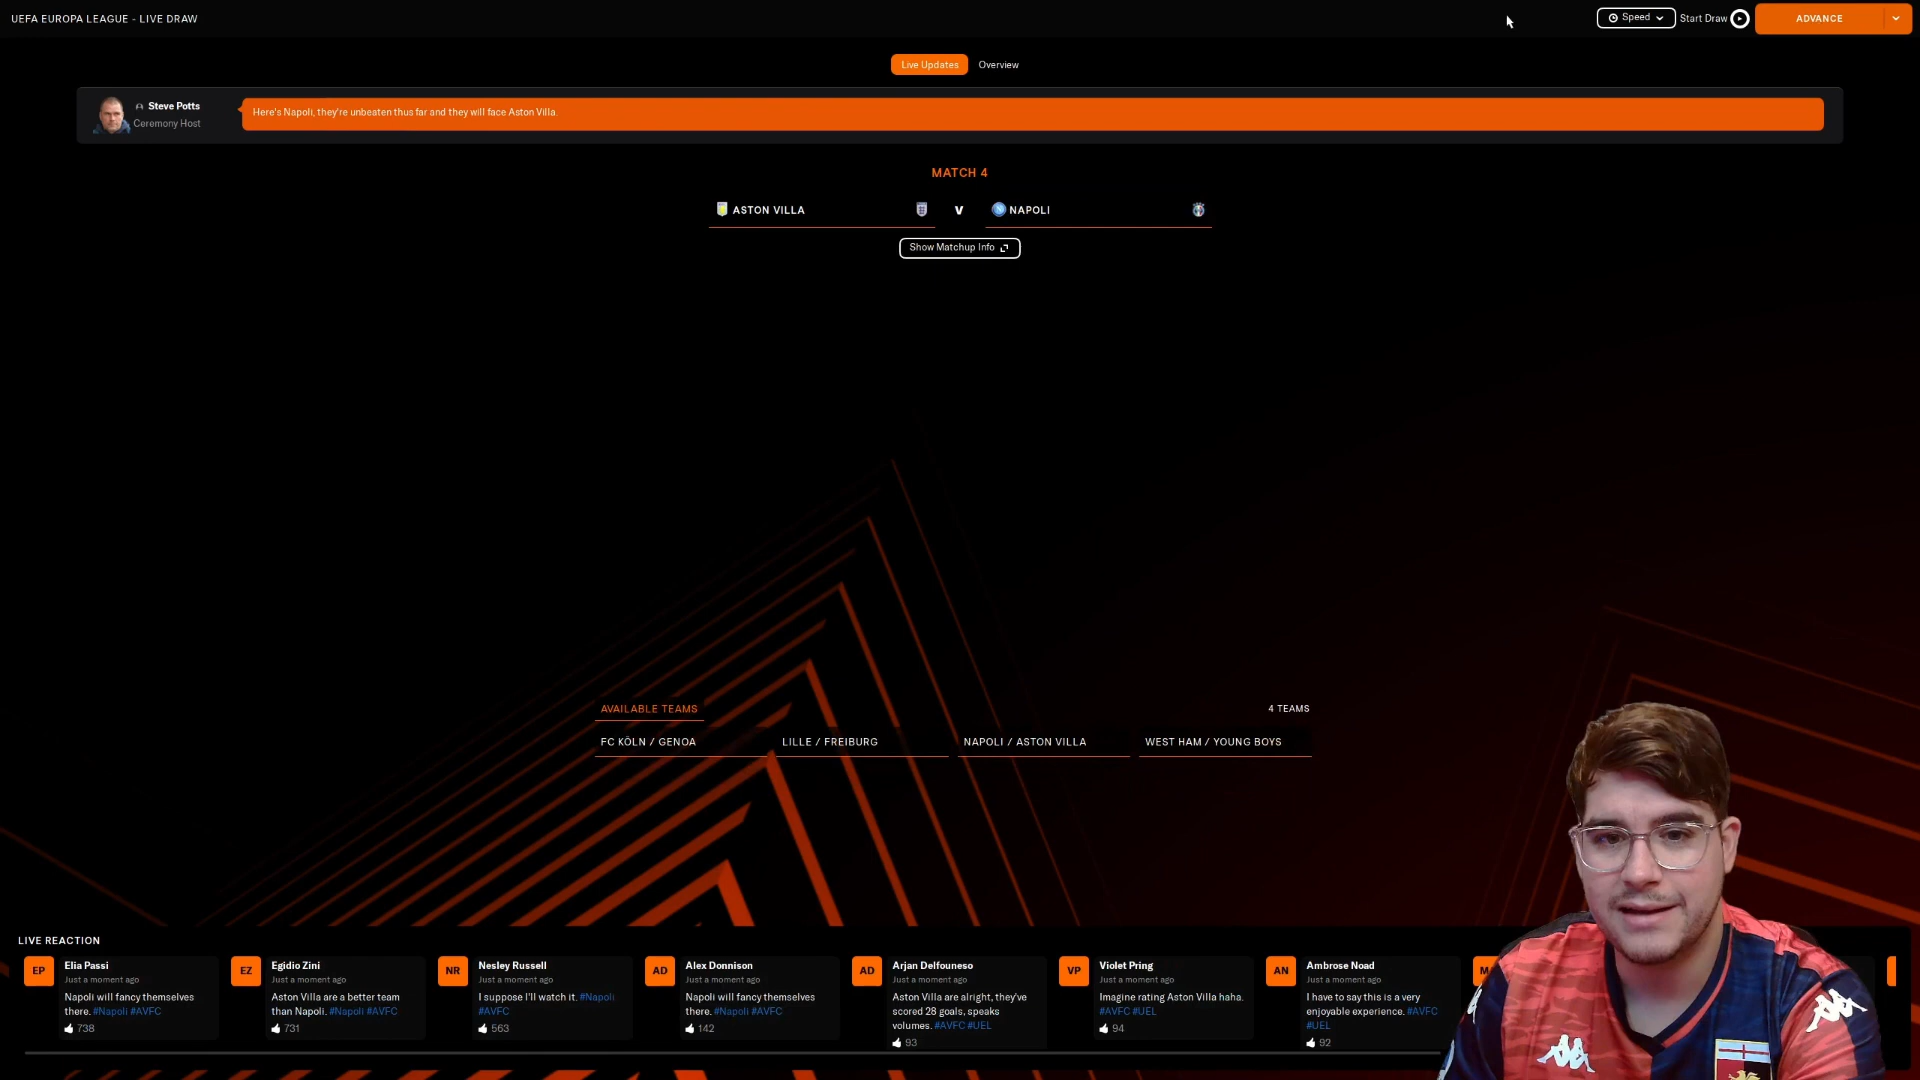 UEFA EUROPA LEAGUE - LIVE DRAW
Speed
Start Draw
ADVANCE
Live Updates
Overview
Steve Potts
Ceremony Host
Here's Napoli, they're unbeaten thus far and they will face Aston Villa.
MATCH 4
ASTON VILLA
V
NAPOLI
Show Matchup Info
AVAILABLE TEAMS
4 TEAMS
FC KÖLN / GENOA
LILLE / FREIBURG
NAPOLI / ASTON VILLA
WEST HAM / YOUNG BOYS
LIVE REACTION
EP
Elia Passi
Just a moment ago
Napoli will fancy themselves
there. #Napoli #AVFC
738
EZ
Egidio Zini
Just a moment ago
Aston Villa are a better team
than Napoli. #Napoli #AVFC
731
NR
Nesley Russell
Just a moment ago
I suppose I'll watch it. #Napoli
#AVFC
563
AD
Alex Donnison
Just a moment ago
Napoli will fancy themselves
there. #Napoli #AVFC
142
AD
Arjan Delfouneso
Just a moment ago
Aston Villa are alright, they've
scored 28 goals, speaks
volumes. #AVFC #UEL
93
VP
Violet Pring
Just a moment ago
Imagine rating Aston Villa haha.
#AVFC #UEL
94
AN
Ambrose Noad
Just a moment ago
I have to say this is a very
enjoyable experience. #AVFC
#UEL
92